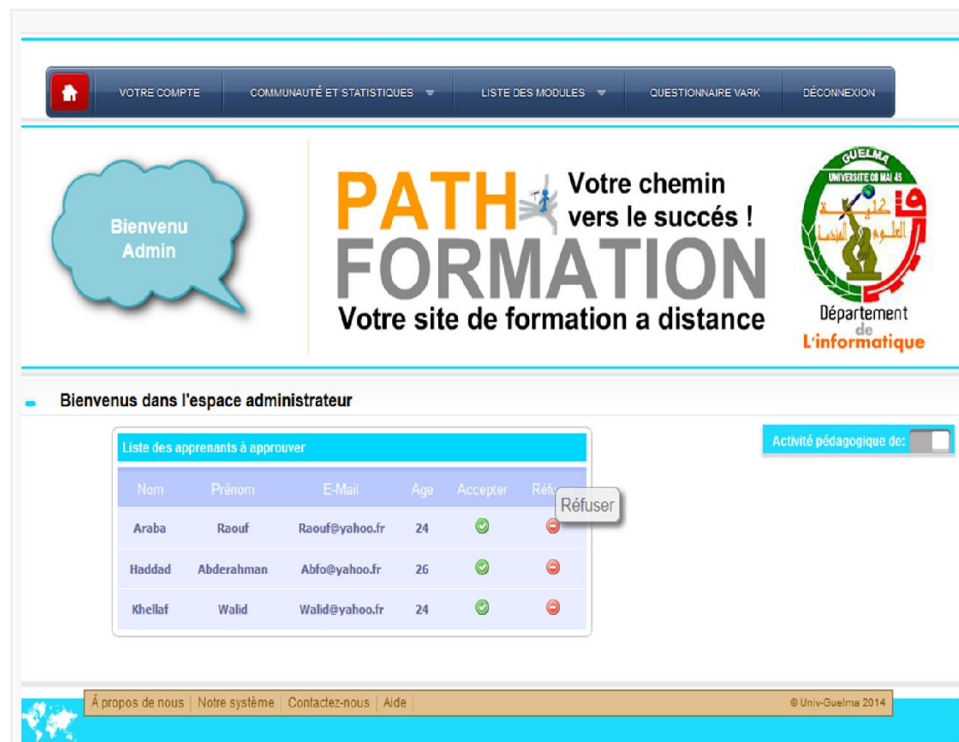 VOTRE COMPTE COMMUNAUTÉ ET STATISTIQUES LISTE DES MODULES QUESTIONNAIRE VARK DÉCONNEXION
Bienvenu
Admin
PATH
FORMATION
Votre chemin
vers le succés !
Votre site de formation a distance
GUELMA
UNIVERSITE 08 MAI 45
كلية
العلوم
Département
de
L'informatique
Bienvenus dans l'espace administrateur
Activité pédagogique de:
Liste des apprenants à approuver
Nom Prénom E-Mail Age Accepter
Réfuser
Araba Raouf Raouf@yahoo.fr 24
Haddad Abderahman Abfo@yahoo.fr 26
Khellaf Walid Walid@yahoo.fr 24
Á propos de nous Notre système Contactez-nous Aide
© Univ-Guelma 2014